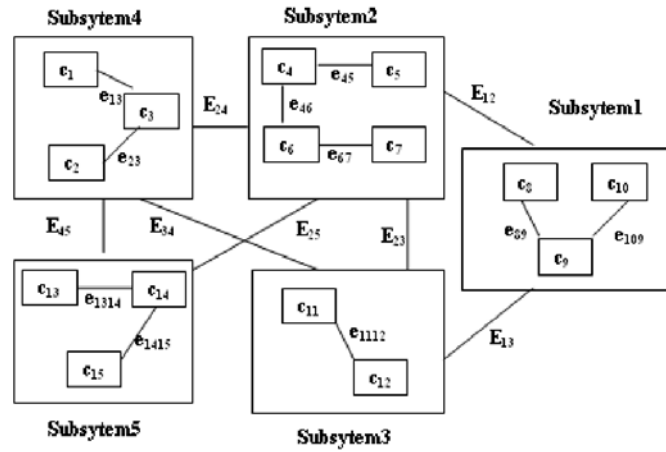 Subsytem4
Subsytem2
c₁
e₁₃
c₃
c₂
e₂₃
E₂₄
c₄
e₄₅
c₅
e₄₆
c₆
e₆₇
c₇
E₁₂
Subsytem1
c₈
c₁₀
e₈₉
e₁₀₉
c₉
E₄₅
E₃₄
E₂₅
E₂₃
c₁₃
e₁₃₁₄
c₁₄
e₁₄₁₅
c₁₅
c₁₁
e₁₁₁₂
c₁₂
E₁₃
Subsytem5
Subsytem3